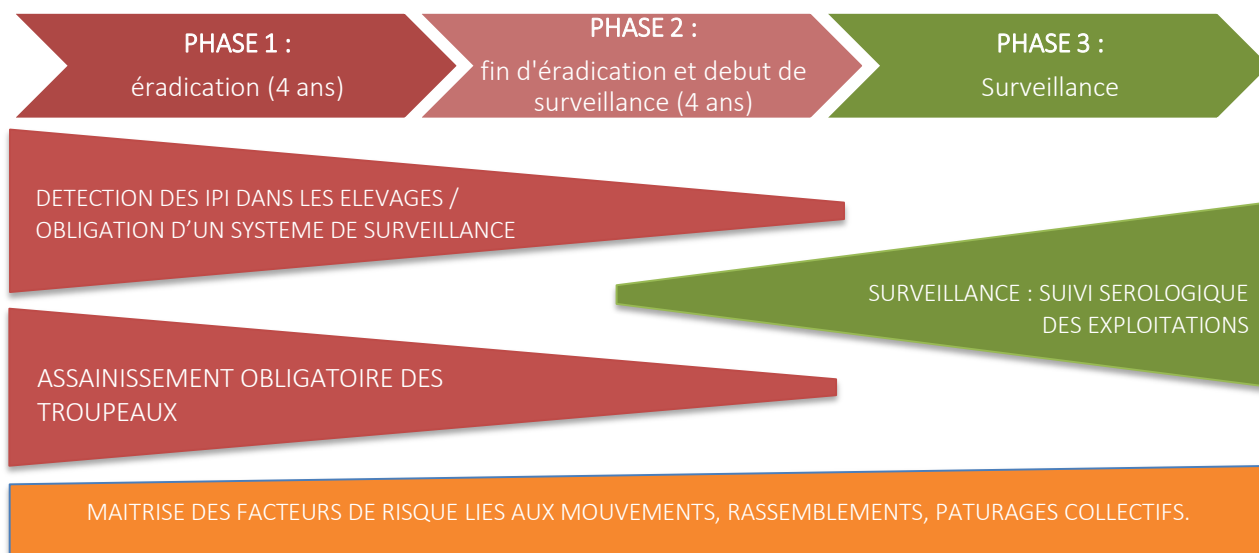 PHASE 1 :
éradication (4 ans)
PHASE 2 :
fin d'éradication et debut de
surveillance (4 ans)
PHASE 3 :
Surveillance
DETECTION DES IPI DANS LES ELEVAGES /
OBLIGATION D’UN SYSTEME DE SURVEILLANCE
SURVEILLANCE : SUIVI SEROLOGIQUE
DES EXPLOITATIONS
ASSAINISSEMENT OBLIGATOIRE DES
TROUPEAUX
MAITRISE DES FACTEURS DE RISQUE LIES AUX MOUVEMENTS, RASSEMBLEMENTS, PATURAGES COLLECTIFS.